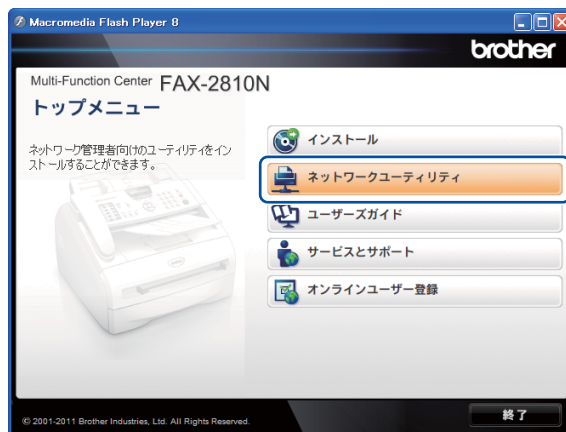 Macromedia Flash Player 8
brother
Multi-Function Center FAX-2810N
トップメニュー
ネットワーク管理者向けのユーティリティをイン
ストールすることができます。
インストール
ネットワークユーティリティ
ユーザーズガイド
サービスとサポート
オンラインユーザー登録
© 2001-2011 Brother Industries, Ltd. All Rights Reserved.
終了